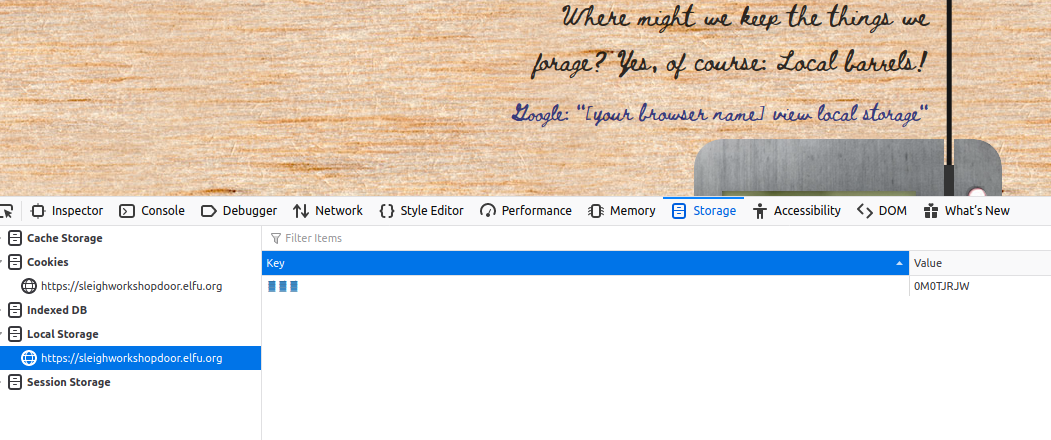 Where might we keep the things we
forage? Yes, of course: Local barrels!
Google: "[your browser name] view local storage"
Inspector Console Debugger Network Style Editor Performance Memory Storage Accessibility DOM What's New
Cache Storage
Filter Items
Cookies
Key Value
https://sleighworkshopdoor.elfu.org
🛢️🛢️🛢️ 0M0TJRJW
Indexed DB
Local Storage
https://sleighworkshopdoor.elfu.org
Session Storage